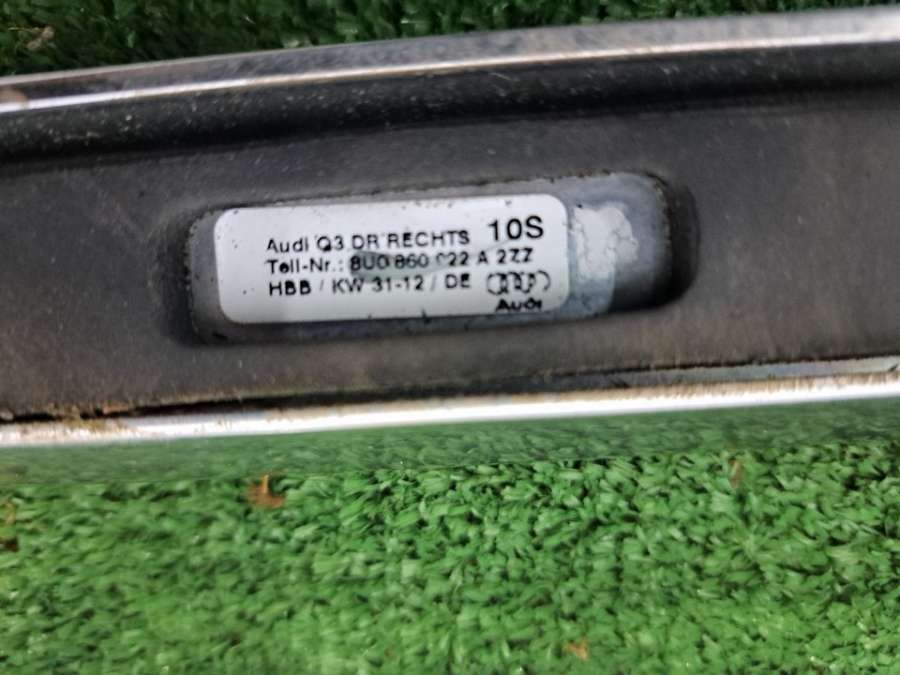 Audi Q3 DR RECHTS 10S
Teil-Nr.: 8U0 860 022 A 2ZZ
HBB / KW 31-12 / DE
Audi